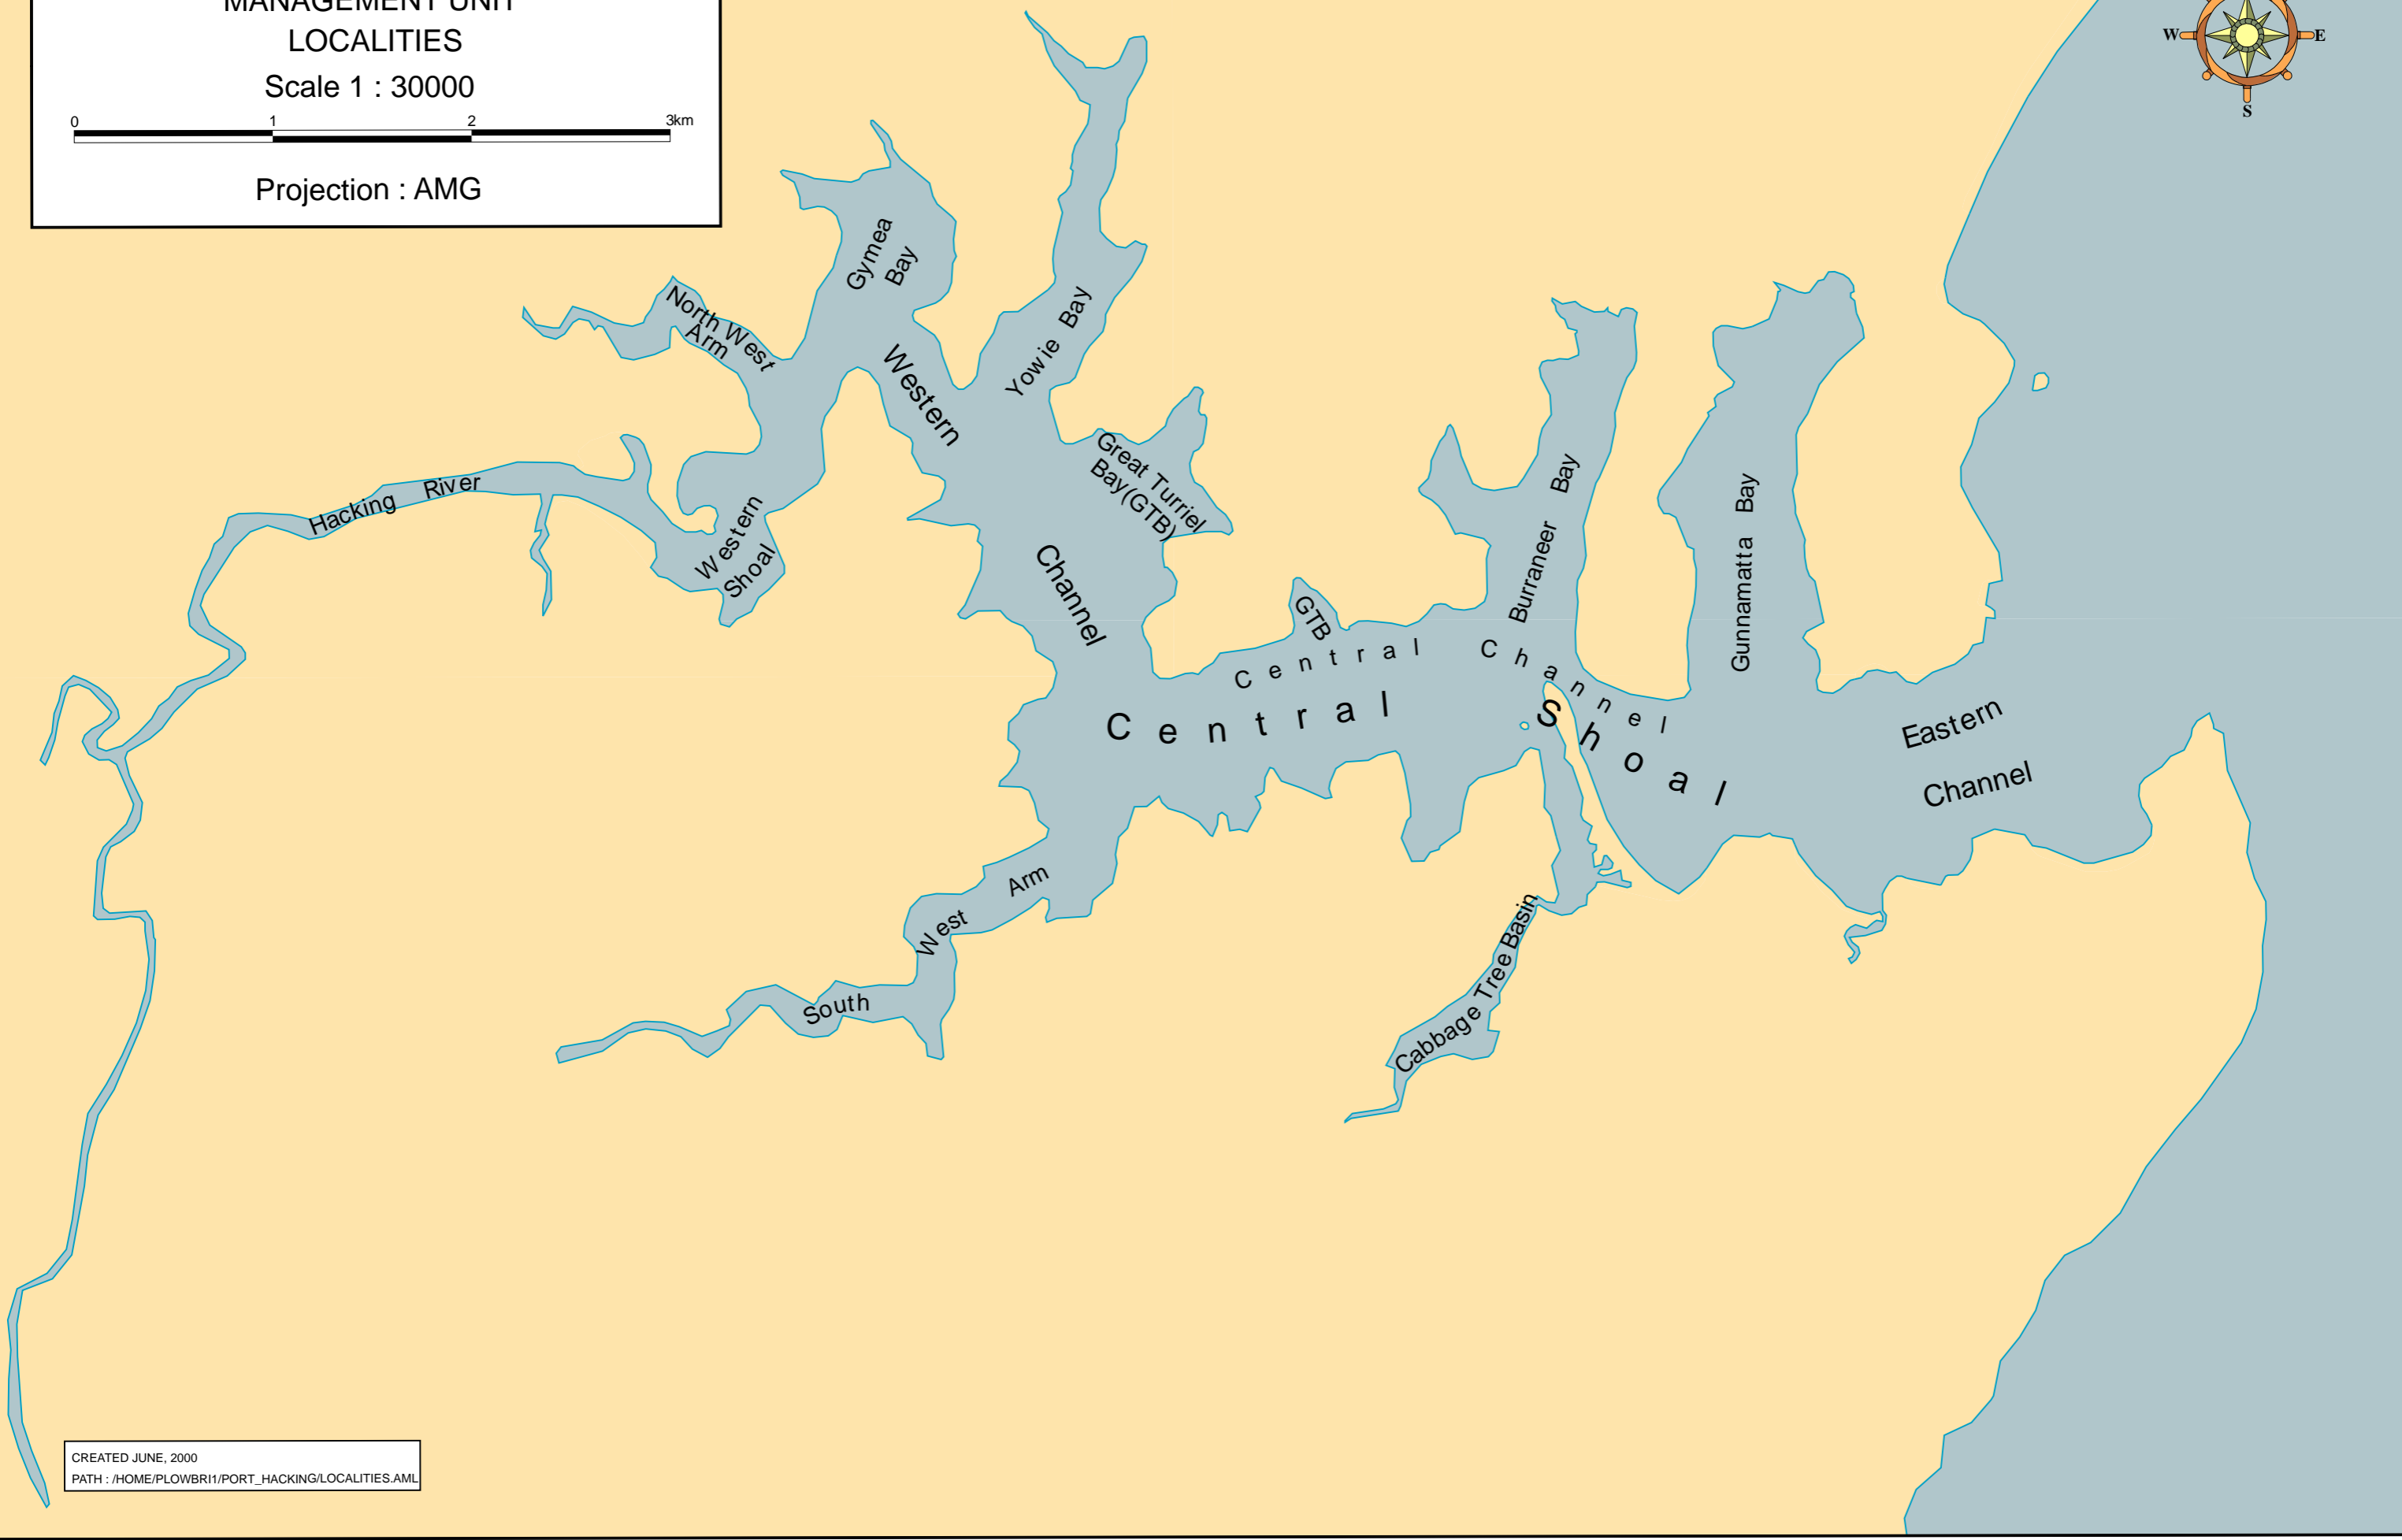 MANAGEMENT UNIT
LOCALITIES
Scale 1 : 30000
0 1 2 3km
Projection : AMG
W E
S
Gymea
Bay
North West
Arm
Western
Channel
Yowie Bay
Great Turriel
Bay(GTB)
Hacking River
Western
Shoal
GTB
Burraneer Bay
Gunnamatta Bay
Central Channel
Central Shoal
Eastern
Channel
South West Arm
Cabbage Tree Basin
CREATED JUNE, 2000
PATH : /HOME/PLOWBRI1/PORT_HACKING/LOCALITIES.AML